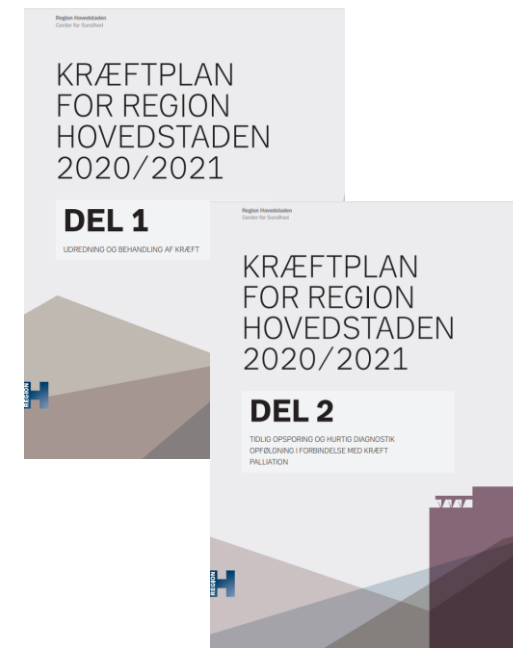 Region Hovedstaden
Center for Sundhed
KRÆFTPLAN
FOR REGION
HOVEDSTADEN
2020/2021
DEL 1
UDREDNING OG BEHANDLING AF KRÆFT
REGION
H
Region Hovedstaden
Center for Sundhed
KRÆFTPLAN
FOR REGION
HOVEDSTADEN
2020/2021
DEL 2
TIDLIG OPSPORING OG HURTIG DIAGNOSTIK
OPFØLGNING I FORBINDELSE MED KRÆFT
PALLIATION
REGION
H